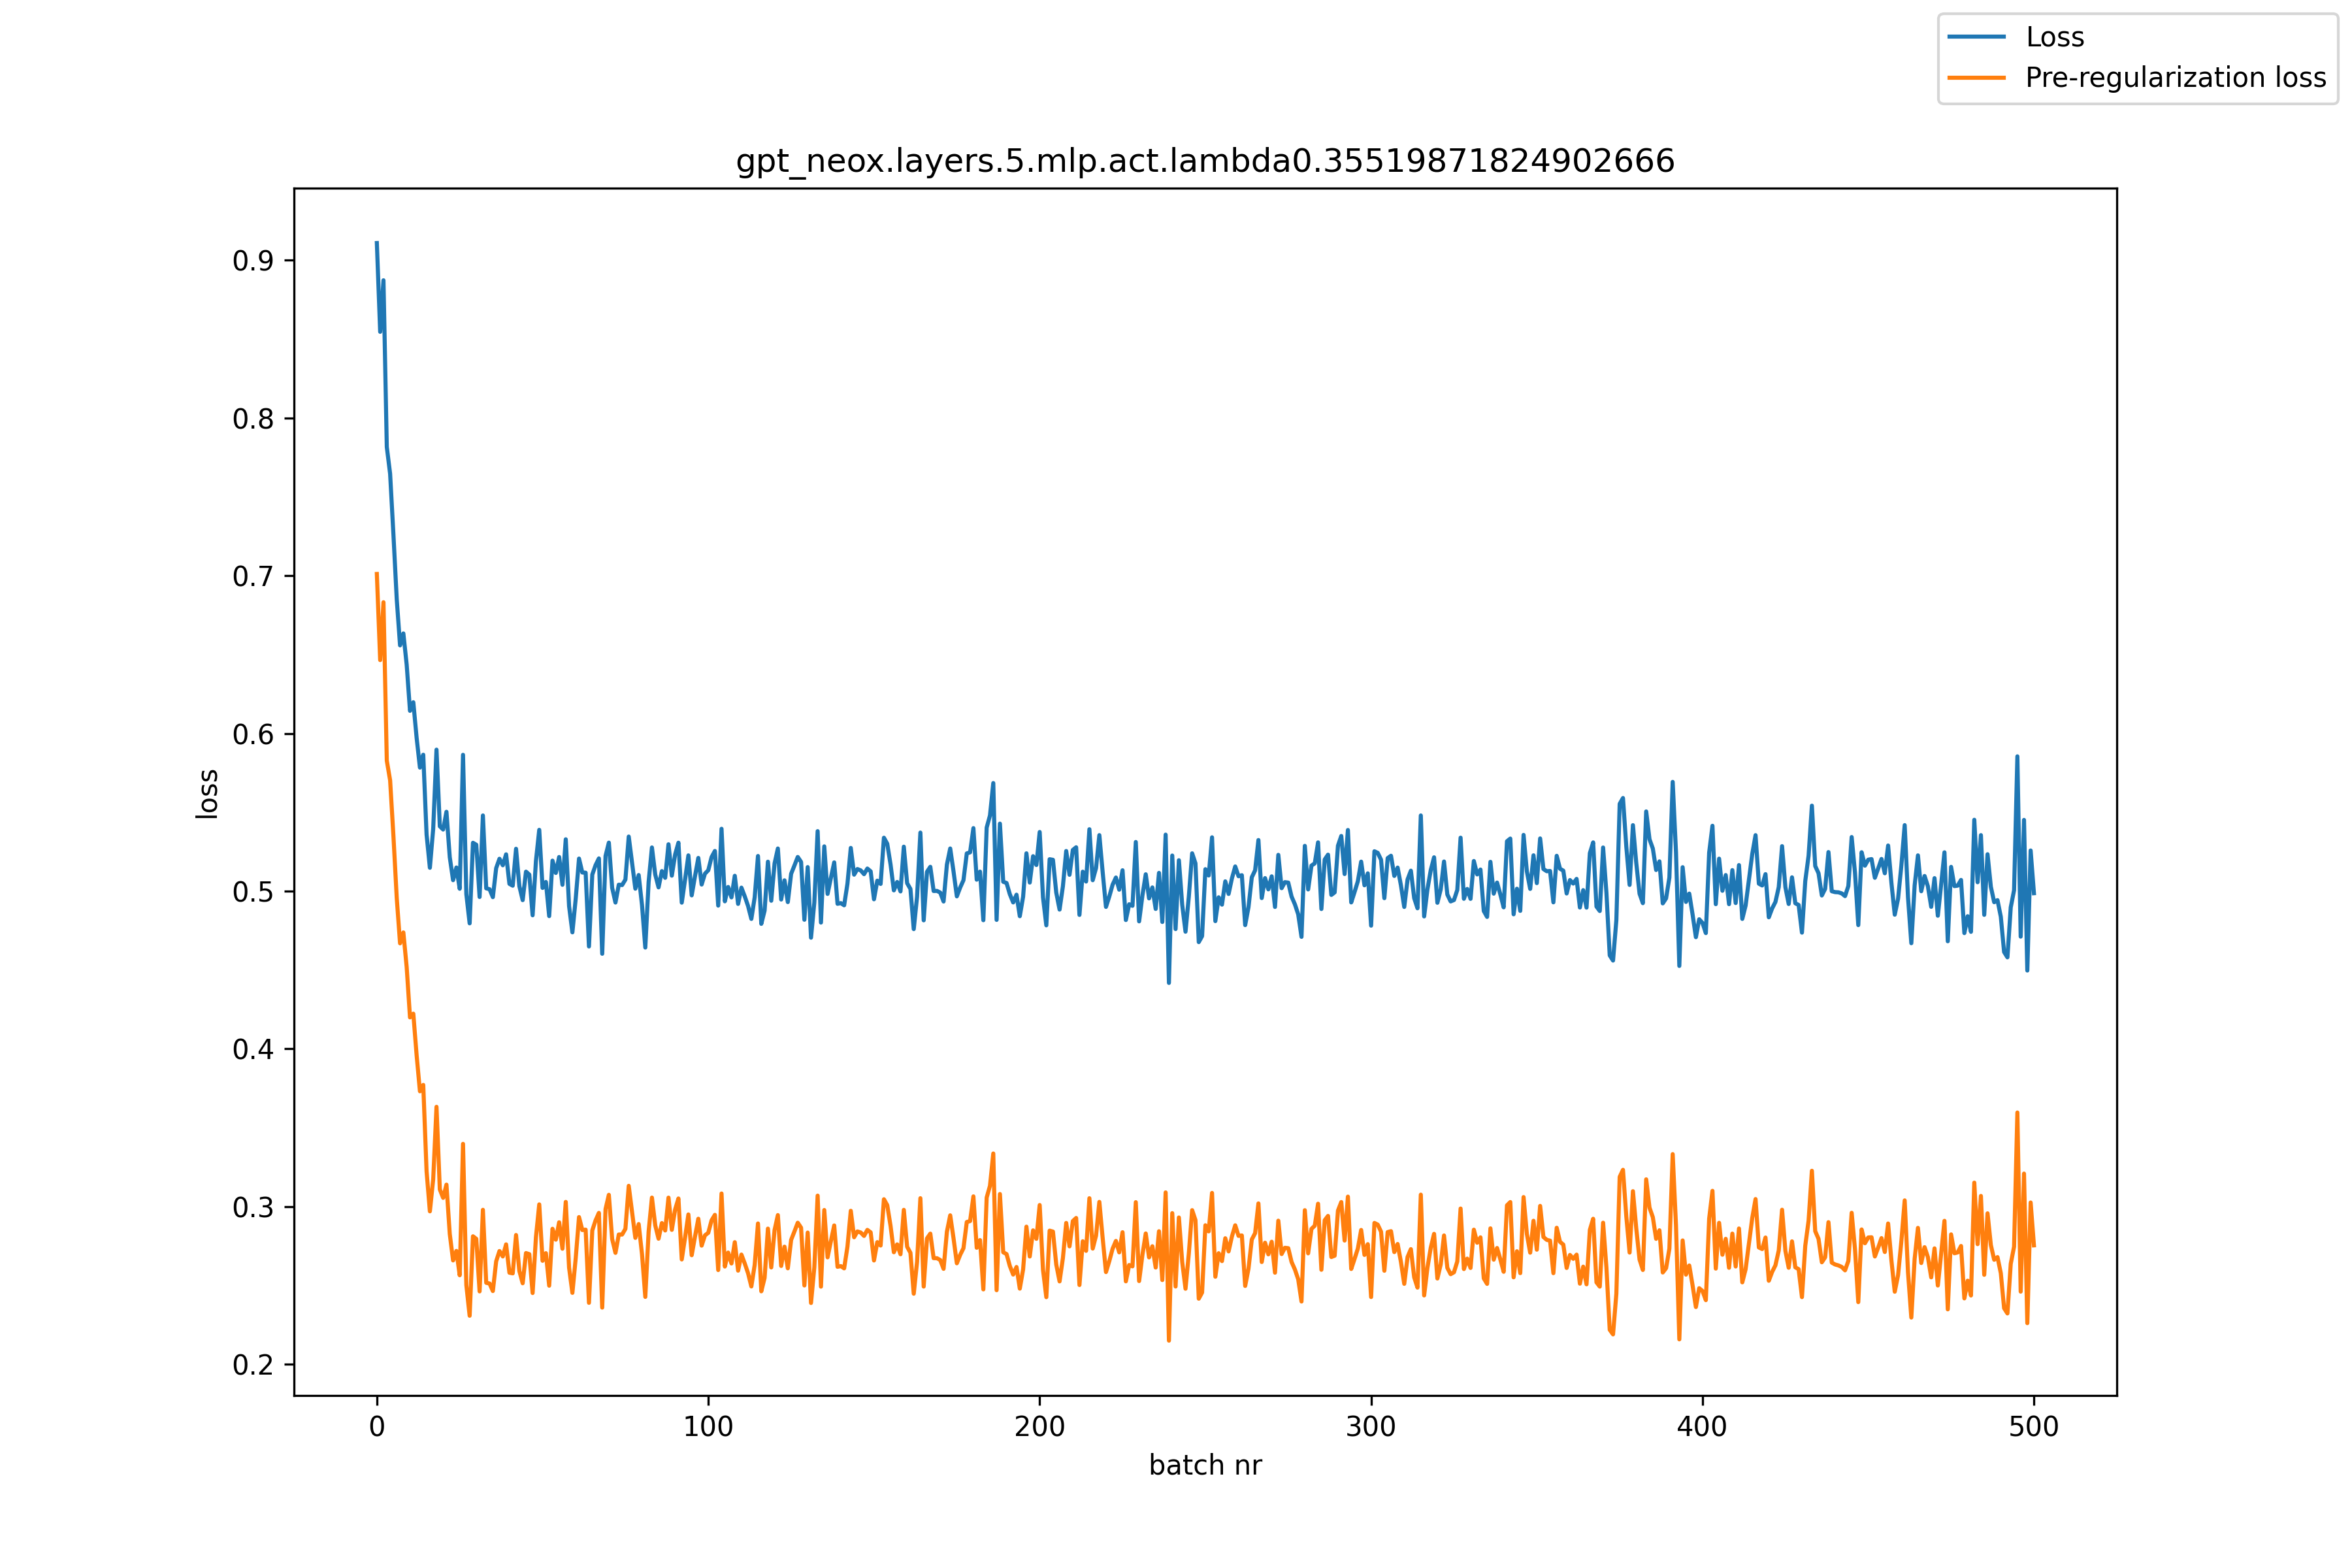 Loss
Pre-regularization loss
gpt_neox.layers.5.mlp.act.lambda0.35519871824902666
0.9
0.8
0.7
0.6
0.5
0.4
0.3
0.2
loss
0 100 200 300 400 500
batch nr